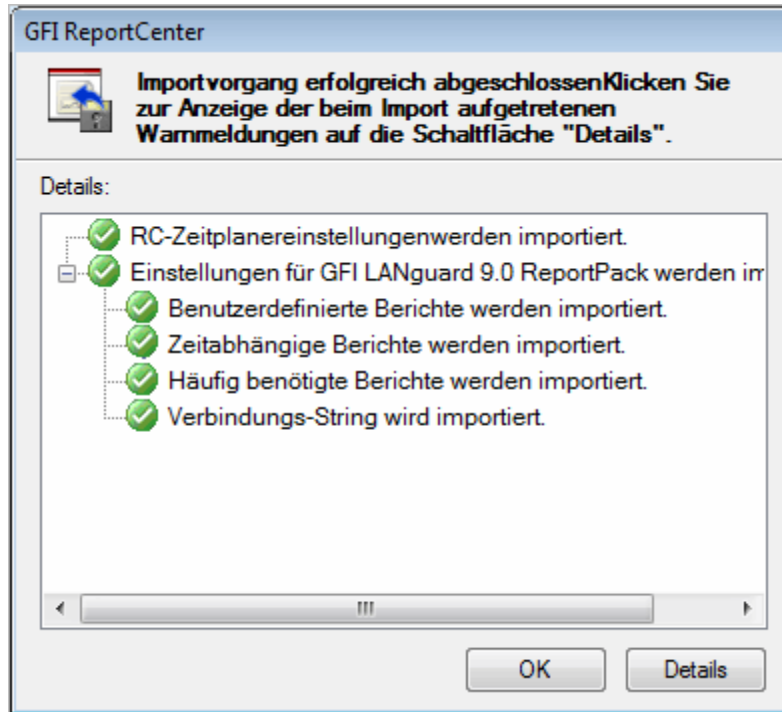 GFI ReportCenter
Importvorgang erfolgreich abgeschlossenKlicken Sie
zur Anzeige der beim Import aufgetretenen
Warnmeldungen auf die Schaltfläche "Details".
Details:
RC-Zeitplanereinstellungenwerden importiert.
Einstellungen für GFI LANguard 9.0 ReportPack werden im
Benutzerdefinierte Berichte werden importiert.
Zeitabhängige Berichte werden importiert.
Häufig benötigte Berichte werden importiert.
Verbindungs-String wird importiert.
OK
Details